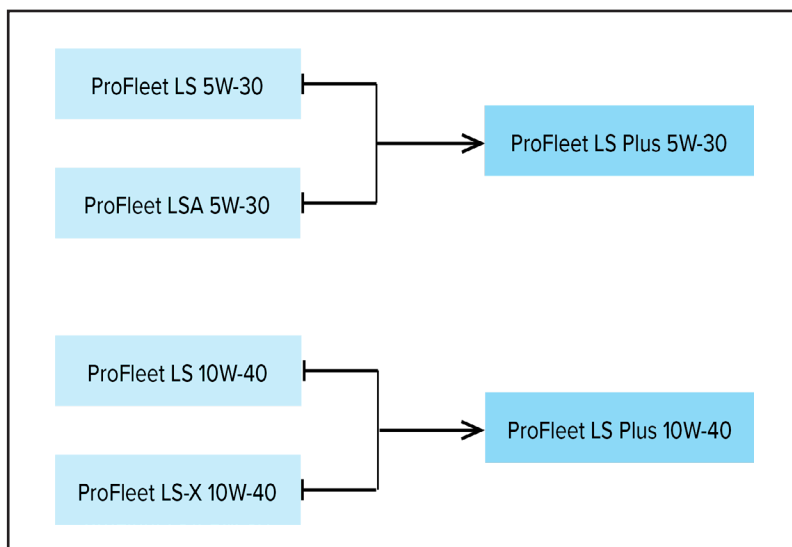 ProFleet LS 5W-30
ProFleet LSA 5W-30
ProFleet LS Plus 5W-30
ProFleet LS 10W-40
ProFleet LS-X 10W-40
ProFleet LS Plus 10W-40